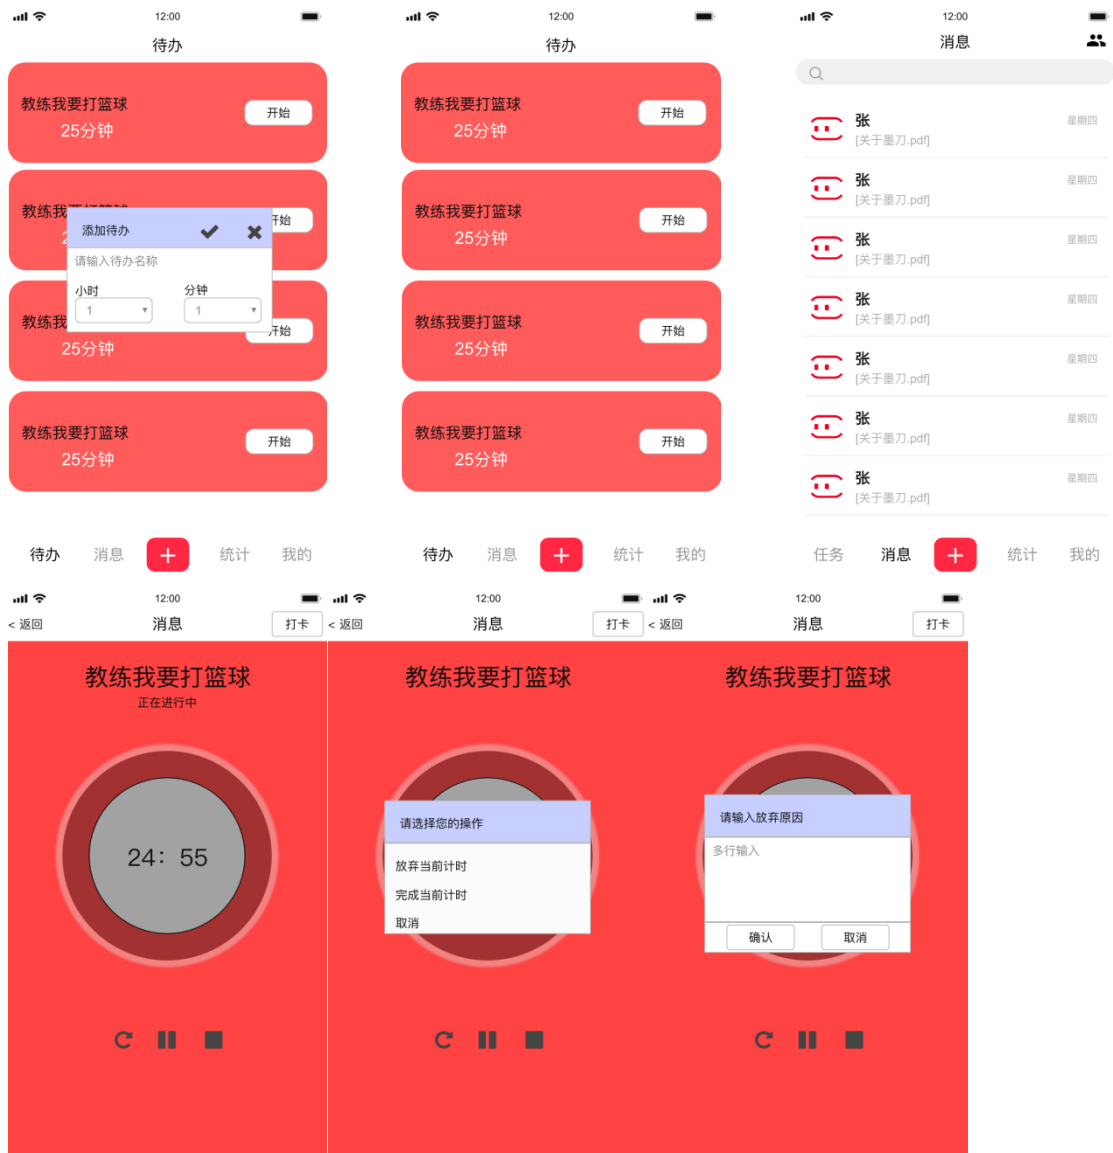 12:00
待办
教练我要打篮球
25分钟
开始
教练我
开始
添加待办
请输入待办名称
小时
分钟
1
1
教练我
开始
25分钟
教练我要打篮球
25分钟
开始
待办 消息 + 统计 我的
12:00
待办
教练我要打篮球
25分钟
开始
教练我要打篮球
25分钟
开始
教练我要打篮球
25分钟
开始
教练我要打篮球
25分钟
开始
待办 消息 + 统计 我的
12:00
消息
张 星期四
[关于墨刀.pdf]
张 星期四
[关于墨刀.pdf]
张 星期四
[关于墨刀.pdf]
张 星期四
[关于墨刀.pdf]
张 星期四
[关于墨刀.pdf]
张 星期四
[关于墨刀.pdf]
张 星期四
[关于墨刀.pdf]
任务 消息 + 统计 我的
12:00
< 返回 消息 打卡
教练我要打篮球
正在进行中
24：55
12:00
< 返回 消息 打卡
教练我要打篮球
请选择您的操作
放弃当前计时
完成当前计时
取消
12:00
< 返回 消息 打卡
教练我要打篮球
请输入放弃原因
多行输入
确认 取消